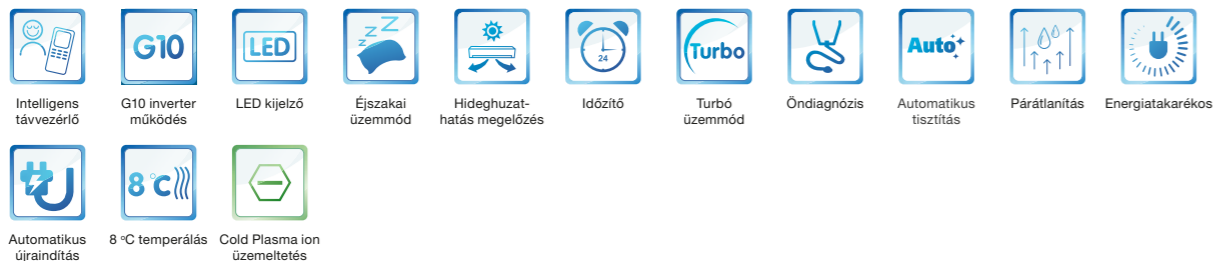 G10
LED
Z Z Z
24
Turbo
Auto
Intelligens
távvezérlő
G10 inverter
működés
LED kijelző
Éjszakai
üzemmód
Hideghuzat-
hatás megelőzés
Időzítő
Turbó
üzemmód
Öndiagnózis
Automatikus
tisztítás
Párátlanítás
Energiatakarékos
8°C
Automatikus
újraindítás
8 °C temperálás
Cold Plasma ion
üzemeltetés